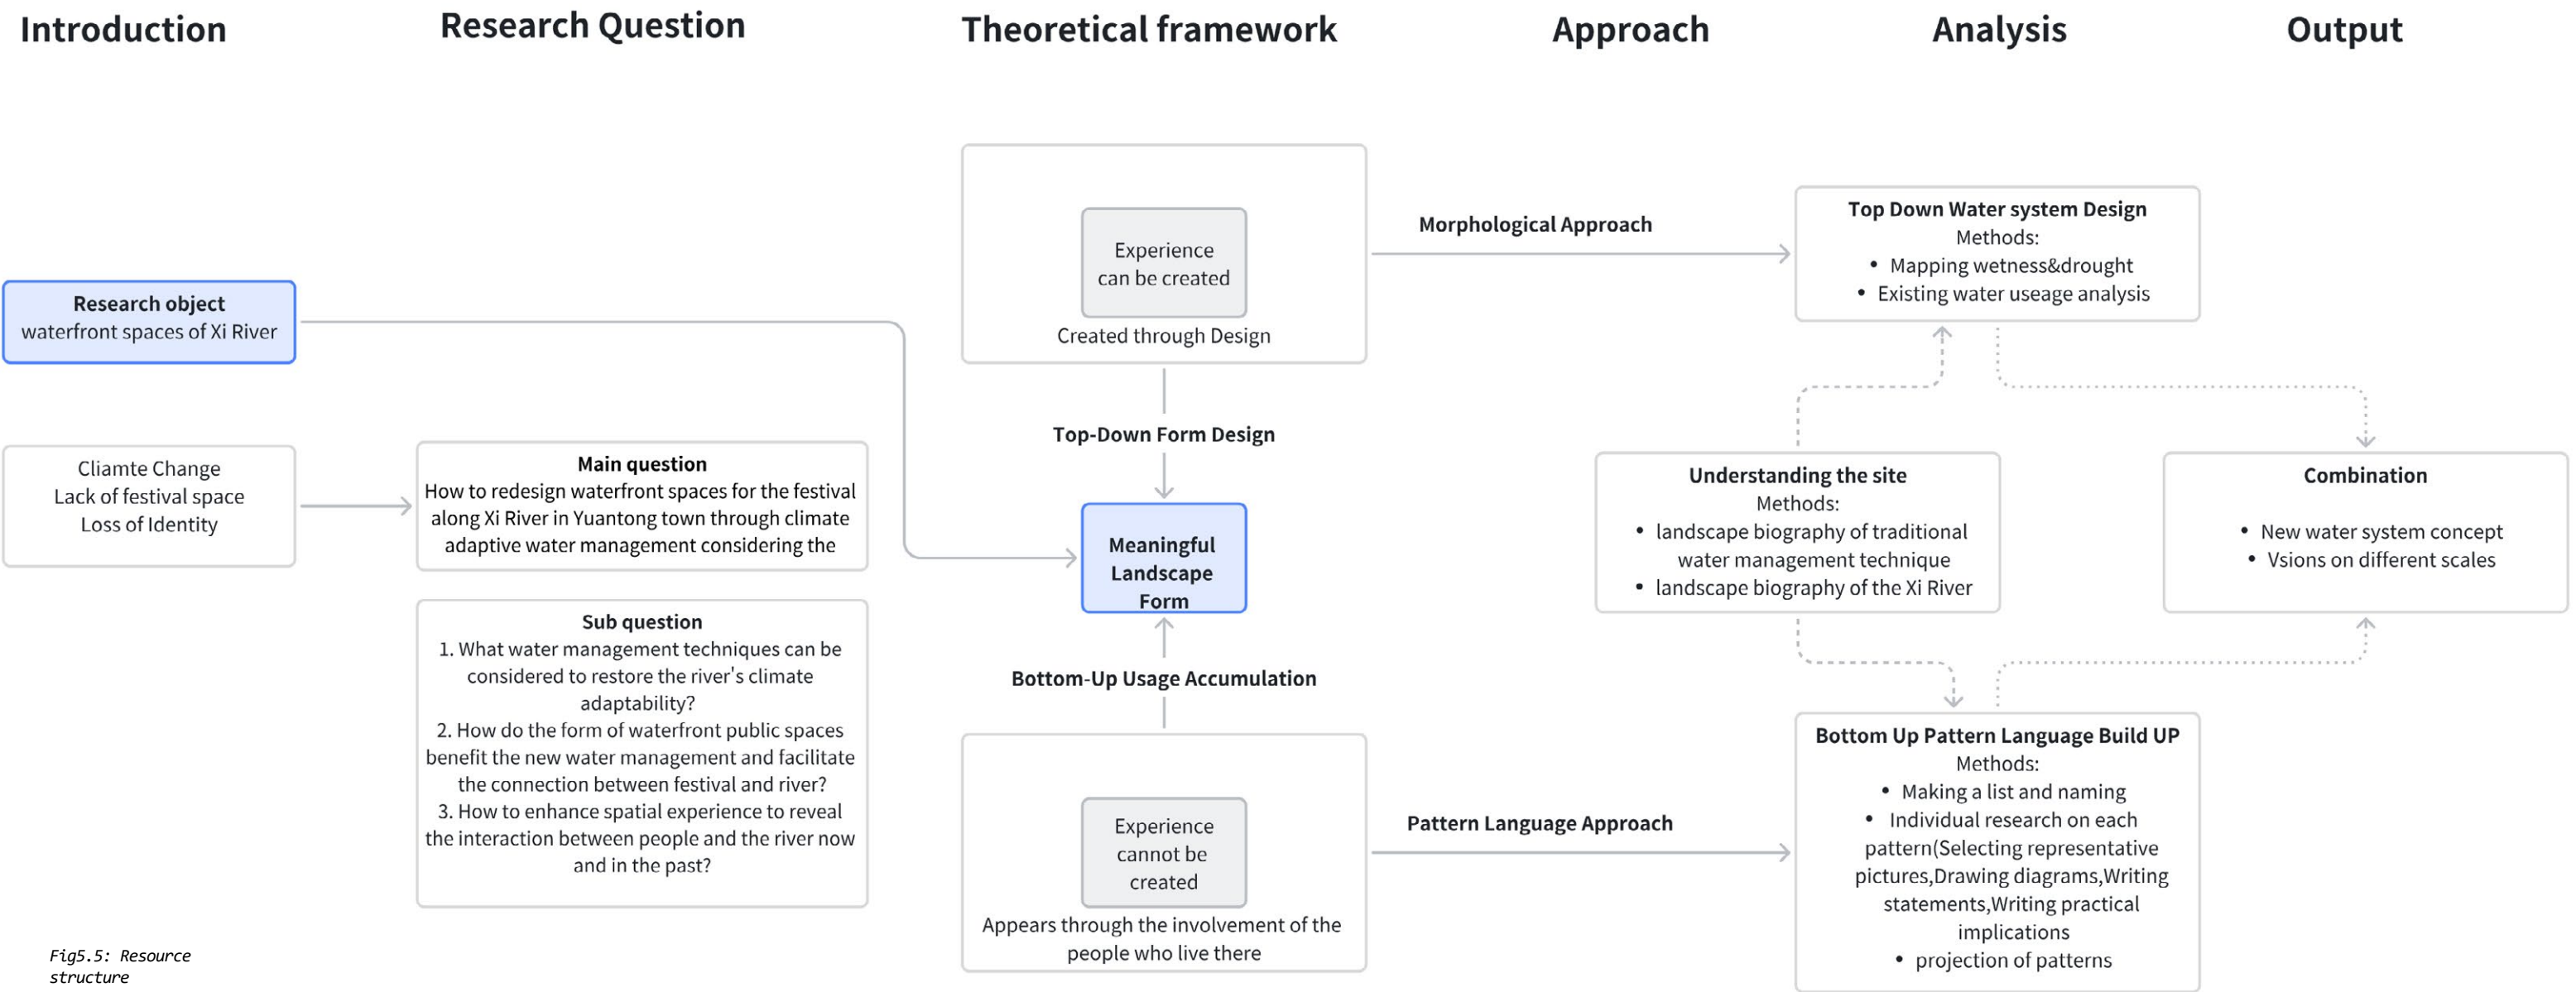 Introduction
Research Question
Theoretical framework
Approach
Analysis
Output
Research object
waterfront spaces of Xi River
Cliamte Change
Lack of festival space
Loss of Identity
Main question
How to redesign waterfront spaces for the festival
along Xi River in Yuantong town through climate
adaptive water management considering the
Sub question
1. What water management techniques can be
considered to restore the river's climate
adaptability?
2. How do the form of waterfront public spaces
benefit the new water management and facilitate
the connection between festival and river?
3. How to enhance spatial experience to reveal
the interaction between people and the river now
and in the past?
Experience
can be created
Created through Design
Top-Down Form Design
Meaningful
Landscape
Form
Bottom-Up Usage Accumulation
Experience
cannot be
created
Appears through the involvement of the
people who live there
Morphological Approach
Pattern Language Approach
Top Down Water system Design
Methods:
• Mapping wetness&drought
• Existing water useage analysis
Understanding the site
Methods:
• landscape biography of traditional
water management technique
• landscape biography of the Xi River
Bottom Up Pattern Language Build UP
Methods:
• Making a list and naming
• Individual research on each
pattern(Selecting representative
pictures,Drawing diagrams,Writing
statements,Writing practical
implications
• projection of patterns
Combination
• New water system concept
• Vsions on different scales
Fig5.5: Resource
structure